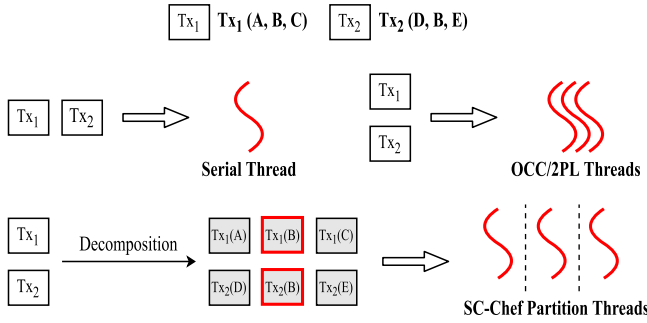 Tx1 Tx1 (A, B, C) Tx2 Tx2 (D, B, E)
Tx1 Tx2
Serial Thread
Tx1
Tx2
OCC/2PL Threads
Tx1
Tx2
Decomposition
Tx1(A) Tx1(B) Tx1(C)
Tx2(D) Tx2(B) Tx2(E)
SC-Chef Partition Threads